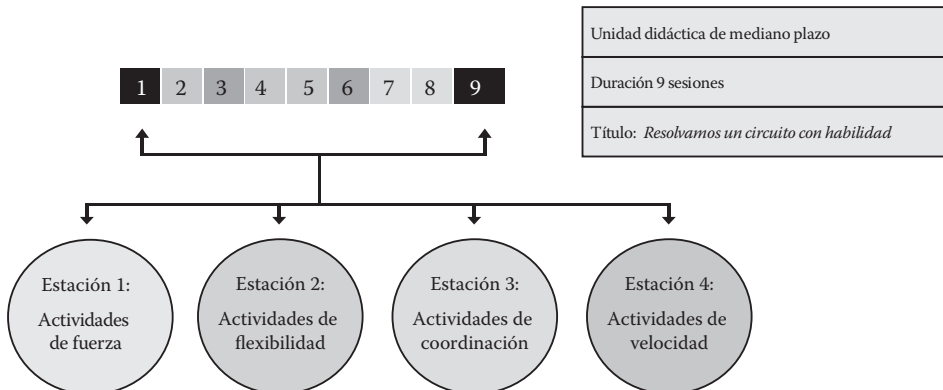 Unidad didáctica de mediano plazo
Duración 9 sesiones
Título: Resolvamos un circuito con habilidad
1 2 3 4 5 6 7 8 9
Estación 1:
Actividades
de fuerza
Estación 2:
Actividades de
flexibilidad
Estación 3:
Actividades de
coordinación
Estación 4:
Actividades de
velocidad